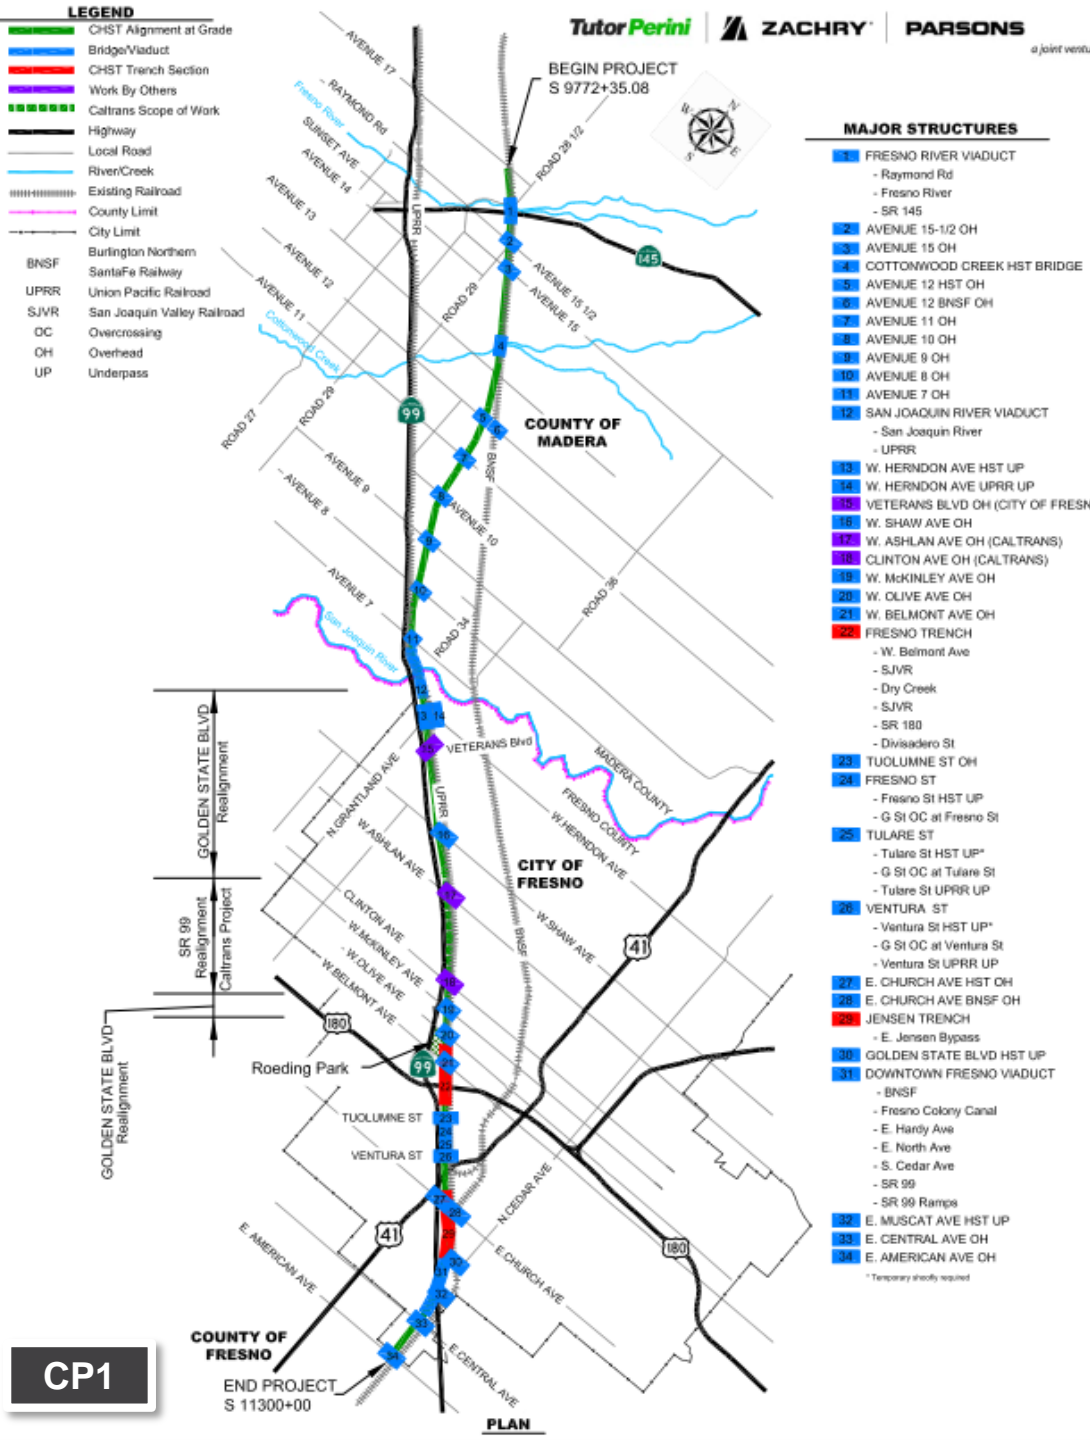 LEGEND
CHST Alignment at Grade
Bridge/Viaduct
CHST Trench Section
Work By Others
Caltrans Scope of Work
Highway
Local Road
River/Creek
Existing Railroad
County Limit
City Limit
BNSF Burlington Northern SantaFe Railway
UPRR Union Pacific Railroad
SJVR San Joaquin Valley Railroad
OC Overcrossing
OH Overhead
UP Underpass
TutorPerini ZACHRY PARSONS
a joint ventu
BEGIN PROJECT
S 9772+35.08
N
W
E
S
AVENUE 17
RAYMOND Rd
Fresno River
SUNSET AVE
AVENUE 14
AVENUE 13
AVENUE 12
AVENUE 11
Cottonwood Creek
UPRR
ROAD 28 1/2
145
ROAD 29
AVENUE 15 1/2
AVENUE 15
ROAD 27
ROAD 29
99
COUNTY OF
MADERA
BNSF
AVENUE 9
AVENUE 8
AVENUE 10
AVENUE 7
ROAD 36
ROAD 34
San Joaquin River
VETERANS Blvd
MADERA COUNTY
FRESNO COUNTY
W.HERNDON AVE
N.GRANTLAND AVE
UPRR
W.ASHLAN AVE
CITY OF
FRESNO
W.SHAW AVE
BNSF
41
CLINTON AVE
W.McKINLEY AVE
W.OLIVE AVE
W.BELMONT AVE
180
Roeding Park
99
TUOLUMNE ST
VENTURA ST
N.CEDAR AVE
41
180
E.CHURCH AVE
E. AMERICAN AVE
E.CENTRAL AVE
COUNTY OF
FRESNO
END PROJECT
S 11300+00
GOLDEN STATE BLVD
Realignment
SR 99
Realignment
Caltrans Project
GOLDEN STATE BLVD
Realignment
CP1
PLAN
MAJOR STRUCTURES
1 FRESNO RIVER VIADUCT
- Raymond Rd
- Fresno River
- SR 145
2 AVENUE 15-1/2 OH
3 AVENUE 15 OH
4 COTTONWOOD CREEK HST BRIDGE
5 AVENUE 12 HST OH
6 AVENUE 12 BNSF OH
7 AVENUE 11 OH
8 AVENUE 10 OH
9 AVENUE 9 OH
10 AVENUE 8 OH
11 AVENUE 7 OH
12 SAN JOAQUIN RIVER VIADUCT
- San Joaquin River
- UPRR
13 W. HERNDON AVE HST UP
14 W. HERNDON AVE UPRR UP
15 VETERANS BLVD OH (CITY OF FRESN
16 W. SHAW AVE OH
17 W. ASHLAN AVE OH (CALTRANS)
18 CLINTON AVE OH (CALTRANS)
19 W. McKINLEY AVE OH
20 W. OLIVE AVE OH
21 W. BELMONT AVE OH
22 FRESNO TRENCH
- W. Belmont Ave
- SJVR
- Dry Creek
- SJVR
- SR 180
- Divisadero St
23 TUOLUMNE ST OH
24 FRESNO ST
- Fresno St HST UP
- G St OC at Fresno St
25 TULARE ST
- Tulare St HST UP*
- G St OC at Tulare St
- Tulare St UPRR UP
26 VENTURA ST
- Ventura St HST UP*
- G St OC at Ventura St
- Ventura St UPRR UP
27 E. CHURCH AVE HST OH
28 E. CHURCH AVE BNSF OH
29 JENSEN TRENCH
- E. Jensen Bypass
30 GOLDEN STATE BLVD HST UP
31 DOWNTOWN FRESNO VIADUCT
- BNSF
- Fresno Colony Canal
- E. Hardy Ave
- E. North Ave
- S. Cedar Ave
- SR 99
- SR 99 Ramps
32 E. MUSCAT AVE HST UP
33 E. CENTRAL AVE OH
34 E. AMERICAN AVE OH
* Temporary shoofly required